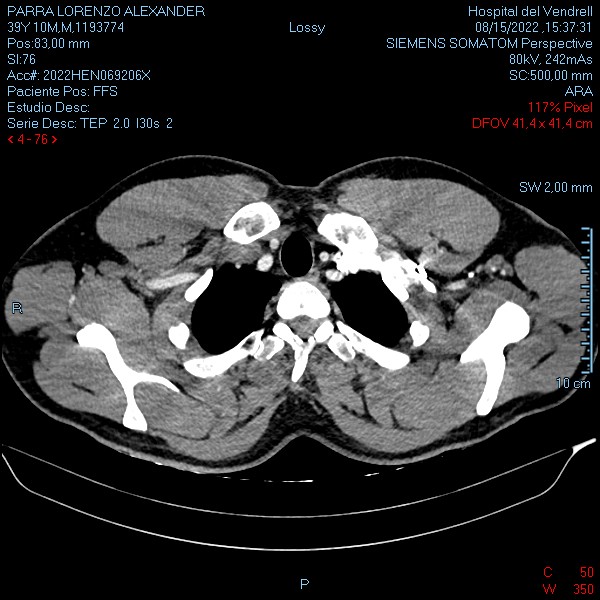 PARRA LORENZO ALEXANDER
39Y 10M,M,1193774
Pos:83,00 mm
SI:76
Acc#: 2022HEN069206X
Paciente Pos: FFS
Estudio Desc:
Serie Desc: TEP 2.0 I30s 2
< 4 - 76 >
Lossy
Hospital del Vendrell
08/15/2022 ,15:37:31
SIEMENS SOMATOM Perspective
80kV, 242mAs
SC:500,00 mm
ARA
117% Pixel
DFOV 41,4 x 41,4 cm
SW 2,00 mm
R
10 cm
P
C 50
W 350